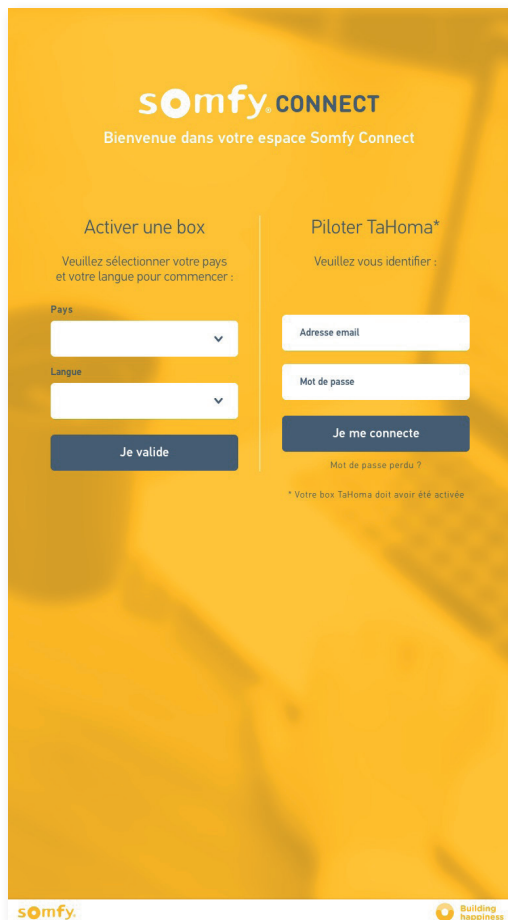 somfy® CONNECT
Bienvenue dans votre espace Somfy Connect
Activer une box
Veuillez sélectionner votre pays
et votre langue pour commencer :
Pays
Langue
Je valide
Piloter TaHoma*
Veuillez vous identifier :
Adresse email
Mot de passe
Je me connecte
Mot de passe perdu ?
* Votre box TaHoma doit avoir été activée
somfy.
Building
happiness